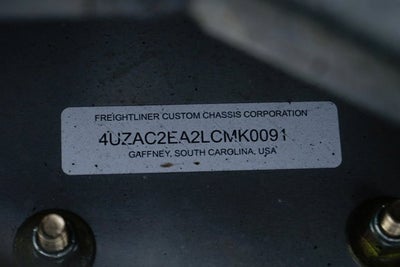 FREIGHTLINER CUSTOM CHASSIS CORPORATION
4UZAC2EA2LCMK0091
GAFFNEY, SOUTH CAROLINA, USA